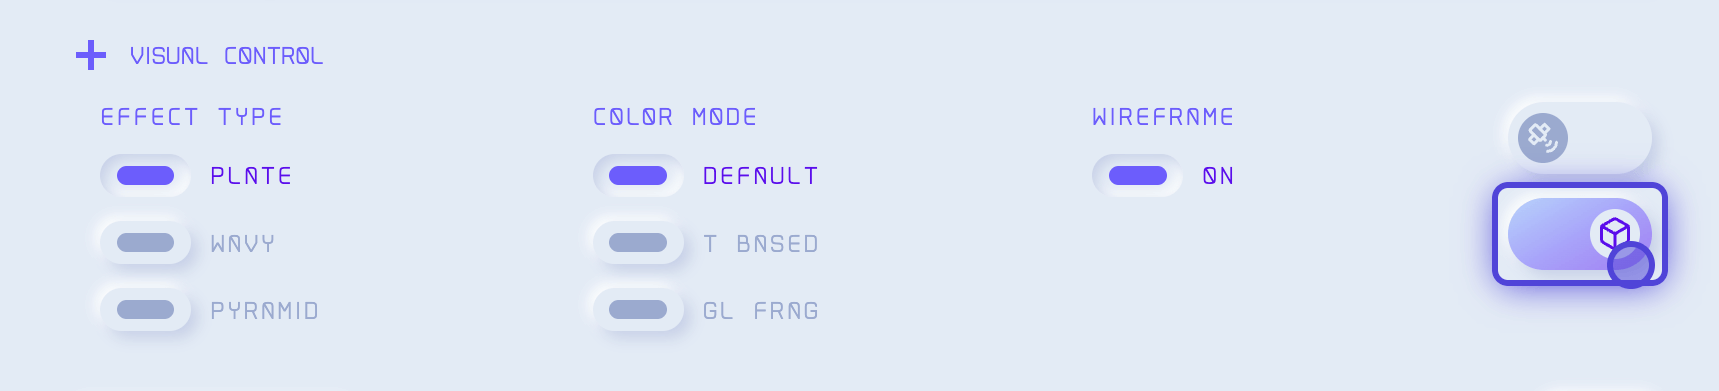 VISUAL CONTROL
EFFECT TYPE
PLATE
WAVY
PYRAMID
COLOR MODE
DEFAULT
T BASED
GL FRAG
WIREFRAME
ON